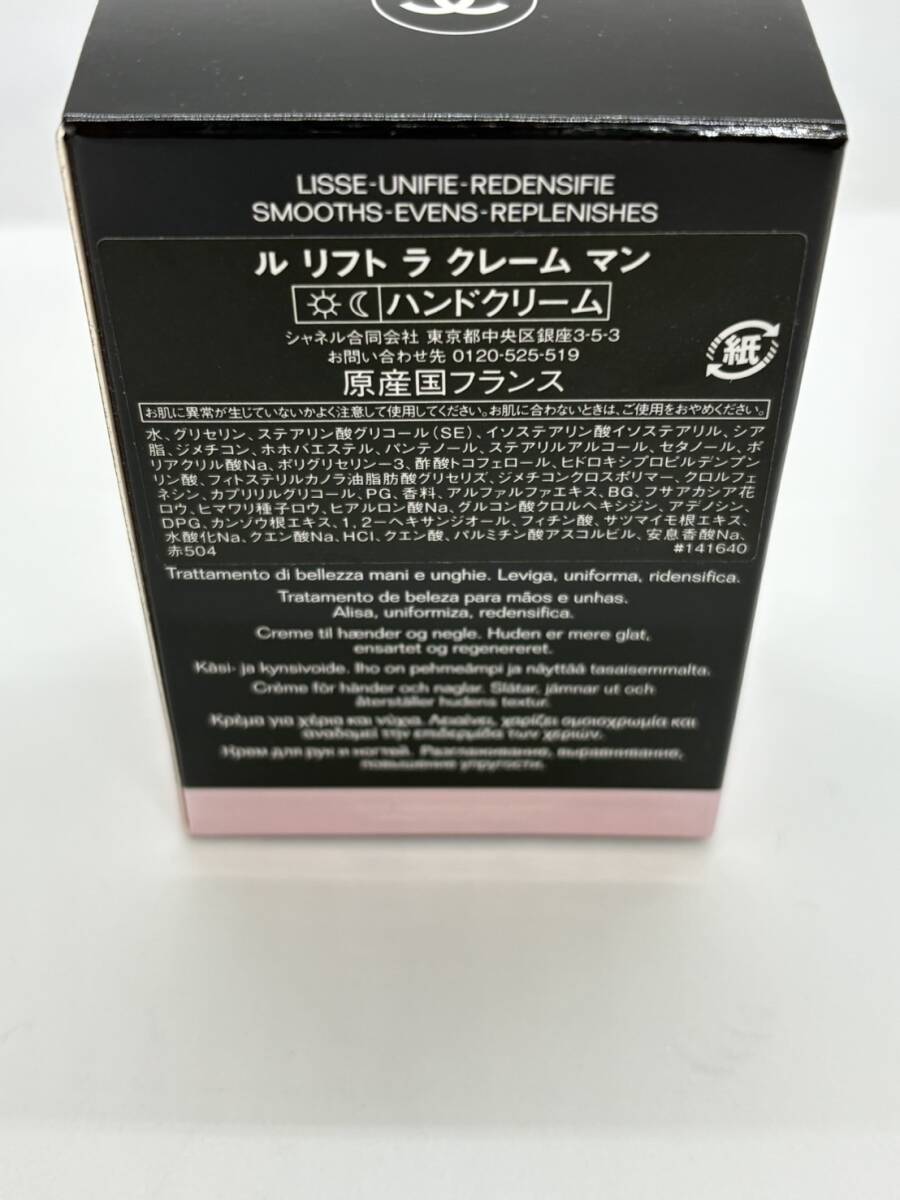 LISSE-UNIFIE-REDENSIFIE
SMOOTHS-EVENS-REPLENISHES
ル リフト ラ クレーム マン
ハンドクリーム
シャネル合同会社 東京都中央区銀座3-5-3
お問い合わせ先 0120-525-519
紙
原産国フランス
お肌に異常が生じていないかよく注意して使用してください。お肌に合わないときは、ご使用をおやめください。
水、グリセリン、ステアリン酸グリコール(SE)、イソステアリン酸イソステアリル、シア
脂、ジメチコン、ホホバエステル、パンテノール、ステアリルアルコール、セタノール、ポ
リアクリル酸Na、ポリグリセリン-3、酢酸トコフェロール、ヒドロキシプロピルデンプン
リン酸、フィトステリルカノラ油脂肪酸グリセリズ、ジメチコンクロスポリマー、クロルフェ
ネシン、カプリリルグリコール、PG、香料、アルファルファエキス、BG、フサアカシア花
ロウ、ヒマワリ種子ロウ、ヒアルロン酸Na、グルコン酸クロルヘキシジン、アデノシン、
DPG、カンゾウ根エキス、1,2-ヘキサンジオール、フィチン酸、サツマイモ根エキス、
水酸化Na、クエン酸Na、HCl、クエン酸、パルミチン酸アスコルビル、安息香酸Na、
赤504 #141640
Trattamento di bellezza mani e unghie. Leviga, uniforma, ridensifica.
Tratamento de beleza para mãos e unhas.
Alisa, uniformiza, redensifica.
Creme til hænder og negle. Huden er mere glat,
ensartet og regenereret.
Käsi- ja kynsivoide. Iho on pehmeämpi ja näyttää tasaisemmalta.
Crème för händer och naglar. Slätar, jämnar ut och
återställer hudens textur.
Κρέμα για χέρια και νύχια. Λειαίνει, χαρίζει ομοιοχρωμία και
αναδομεί την επιδερμίδα των χεριών.
Крем для рук и ногтей. Разглаживание, выравнивание,
повышение упругости.